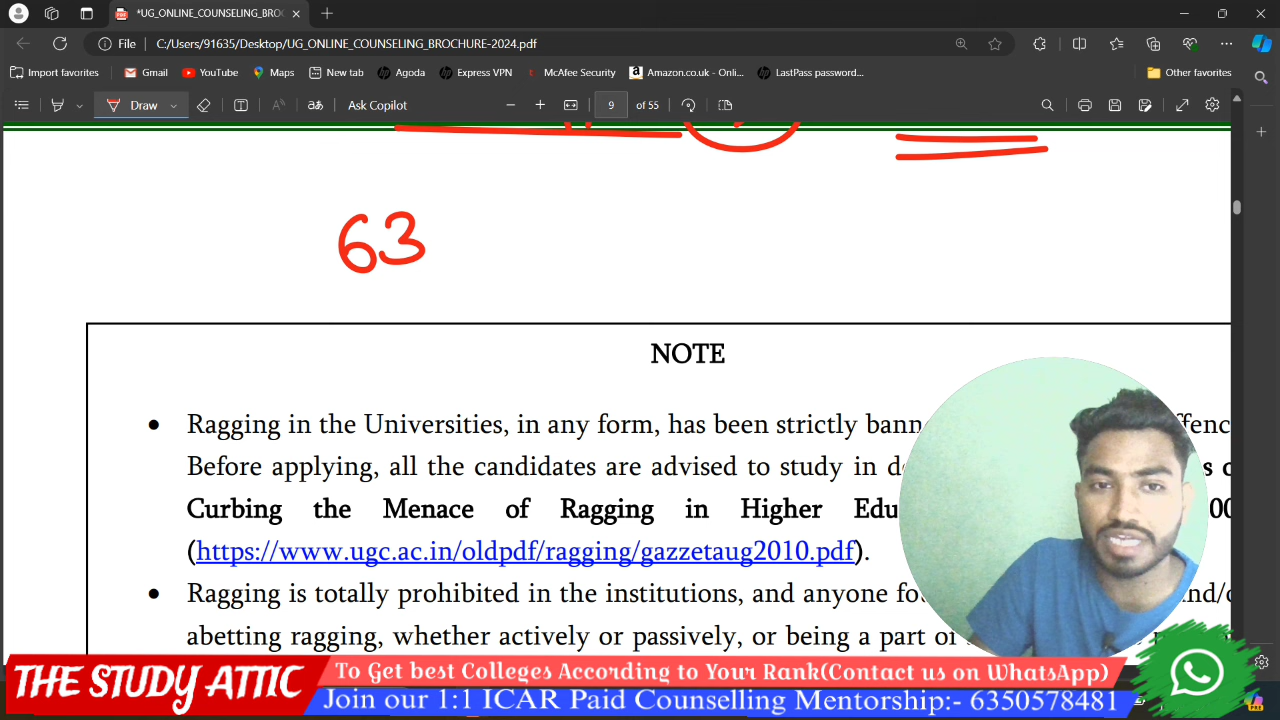 *UG_ONLINE_COUNSELING_BRO
File C:/Users/91635/Desktop/UG_ONLINE_COUNSELING_BROCHURE-2024.pdf
Import favorites Gmail YouTube Maps New tab Agoda Express VPN McAfee Security Amazon.co.uk - Onli... LastPass password... Other favorites
Draw aあ Ask Copilot 9 of 55
63
NOTE
Ragging in the Universities, in any form, has been strictly
Before applying, all the candidates are advised to study in
Curbing the Menace of Ragging in Higher
(https://www.ugc.ac.in/oldpdf/ragging/gazzetaug2010.pdf).
Ragging is totally prohibited in the institutions, and anyone
abetting ragging, whether actively or passively, or being a part
THE STUDY ATTIC
To Get best Colleges According to Your Rank(Contact us on WhatsApp)
Join our 1:1 ICAR Paid Counselling Mentorship:- 6350578481